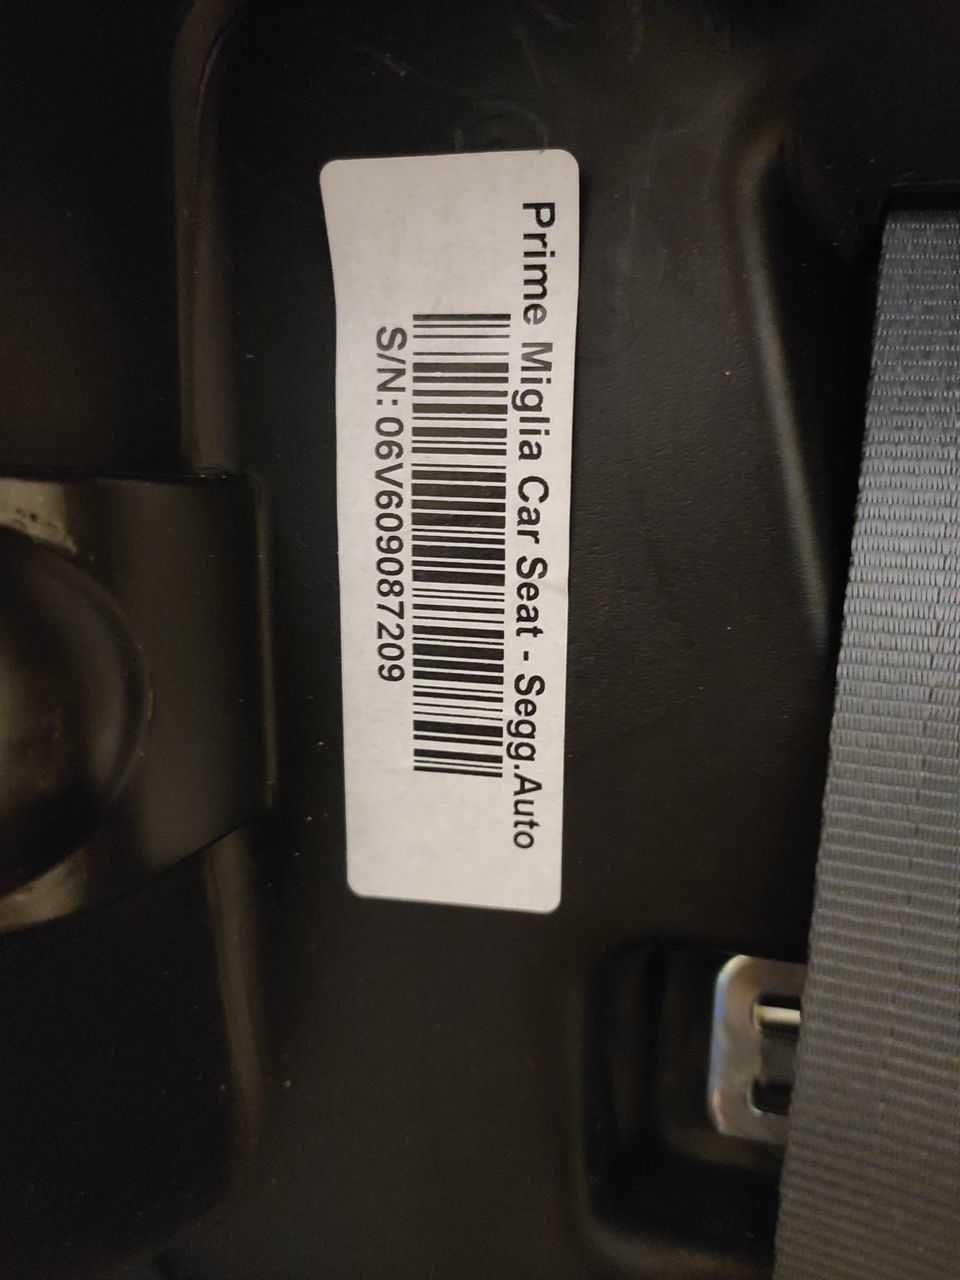 Prime Miglia Car Seat - Segg.Auto
S/N: 06V609087209